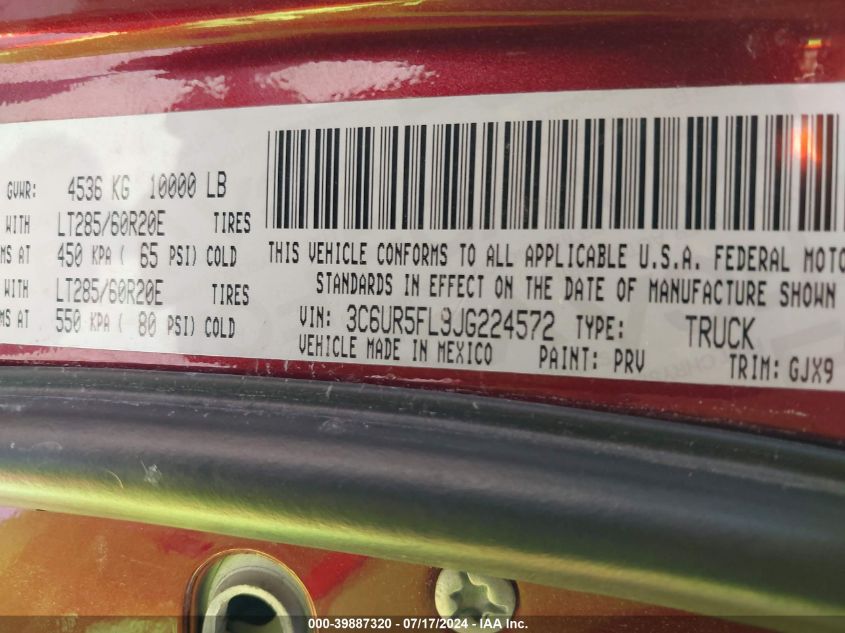 GVWR: 4536 KG 10000 LB
WITH LT285/60R20E TIRES
MS AT 450 KPA ( 65 PSI) COLD
WITH LT285/60R20E TIRES
MS AT 550 KPA ( 80 PSI) COLD
THIS VEHICLE CONFORMS TO ALL APPLICABLE U.S.A. FEDERAL MOTO
STANDARDS IN EFFECT ON THE DATE OF MANUFACTURE SHOWN
VIN: 3C6UR5FL9JG224572 TYPE: TRUCK
VEHICLE MADE IN MEXICO PAINT: PRV TRIM: GJX9
000-39887320 / 07/17/2024 - IAA Inc.